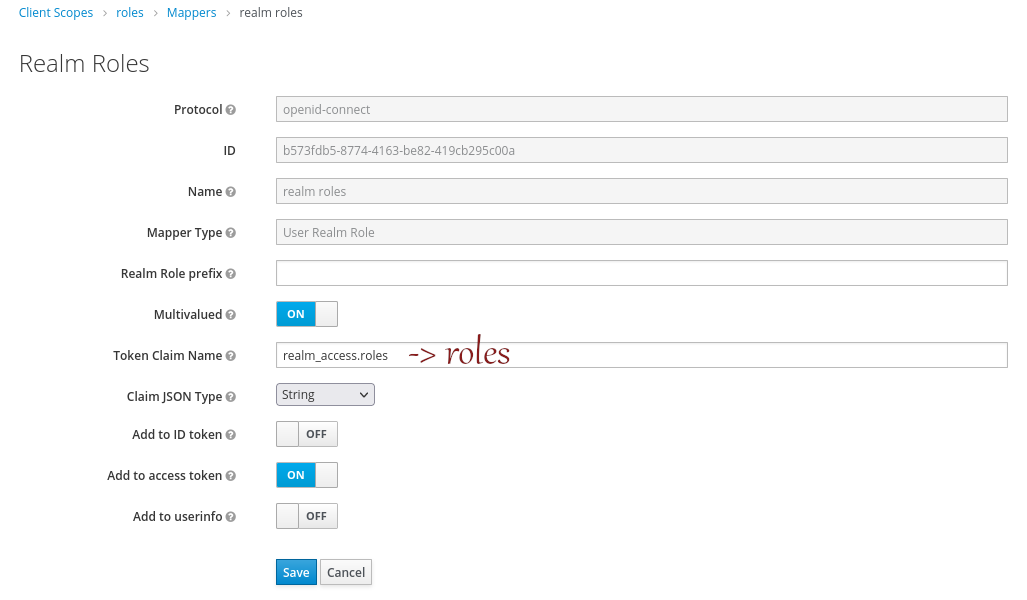 Client Scopes > roles > Mappers > realm roles
Realm Roles
Protocol ? openid-connect
ID b573fdb5-8774-4163-be82-419cb295c00a
Name ? realm roles
Mapper Type ? User Realm Role
Realm Role prefix ?
Multivalued ? ON
Token Claim Name ? realm_access.roles -> roles
Claim JSON Type ? String
Add to ID token ? OFF
Add to access token ? ON
Add to userinfo ? OFF
Save Cancel